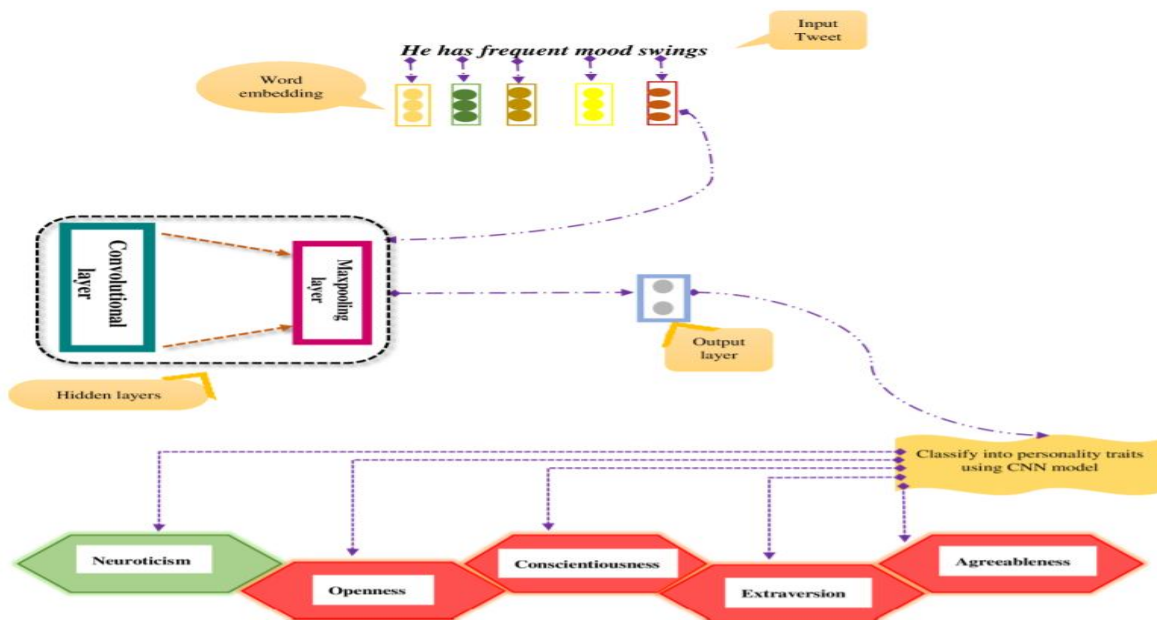 Input
Tweet
He has frequent mood swings
Word
embedding
Convolutional
layer
Maxpooling
layer
Output
layer
Hidden layers
Classify into personality traits
using CNN model
Neuroticism
Openness
Conscientiousness
Extraversion
Agreeableness